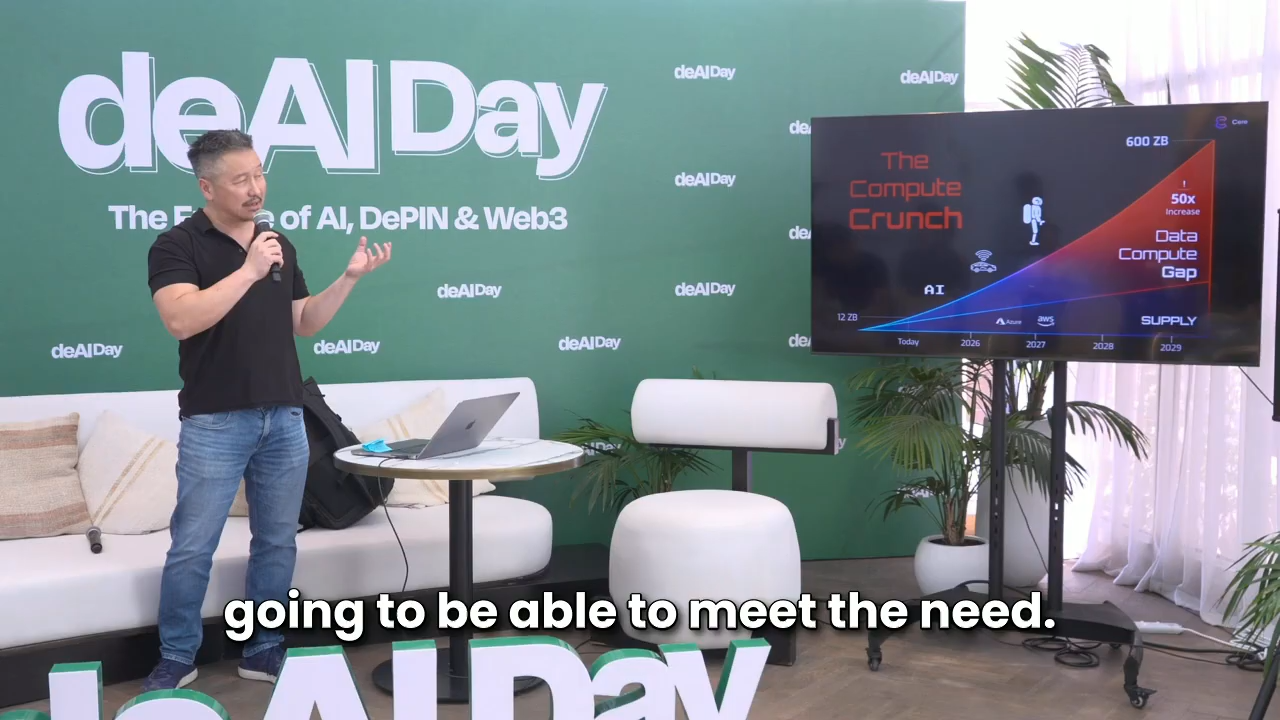 deAI Day
The F
e of AI, DePIN & Web3
deAIDay
deAIDay
deAIDay
deAIDay
deAIDay
deAIDay
deAIDay
deAIDay
The
Compute
Crunch
Core
600 ZB
!
50x
Increase
Data
Compute
Gap
AI
12 ZB
Azure
aws
SUPPLY
Today
2026
2027
2028
2029
going to be able to meet the need.
deAIDay